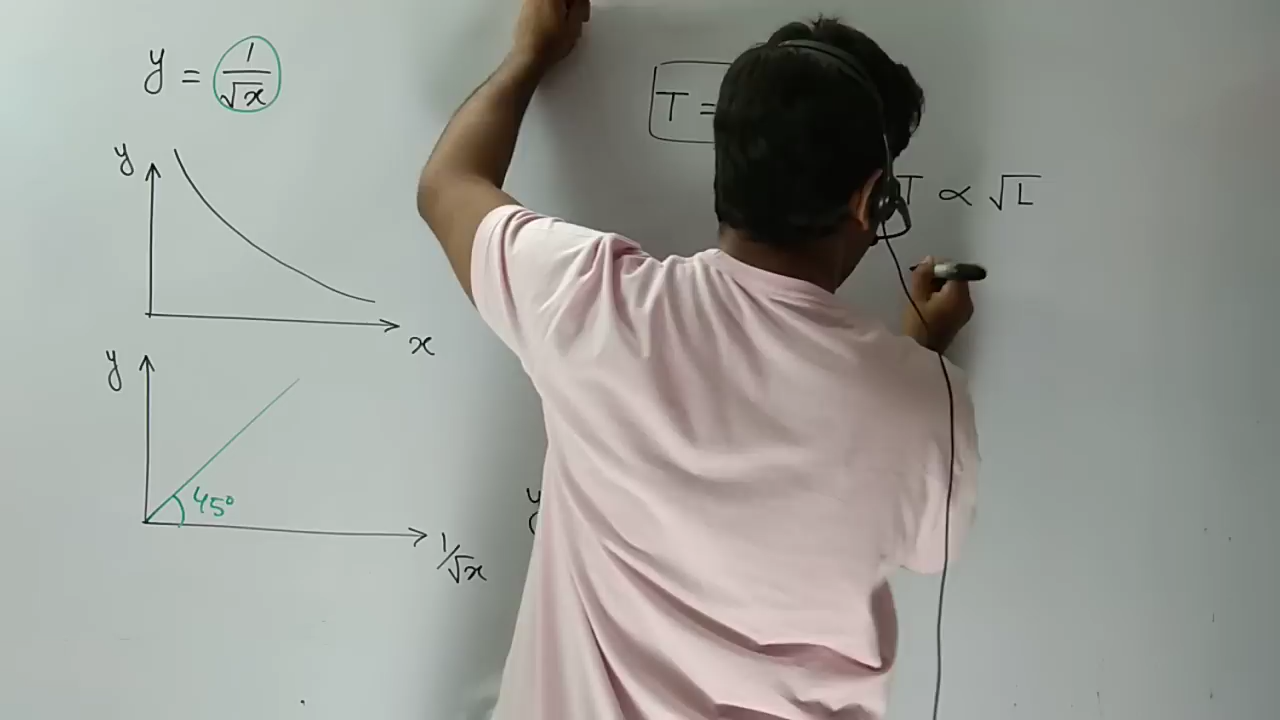 y = 1/√x
y
x
y
45°
1/√x
T =
T ∝ √L
y